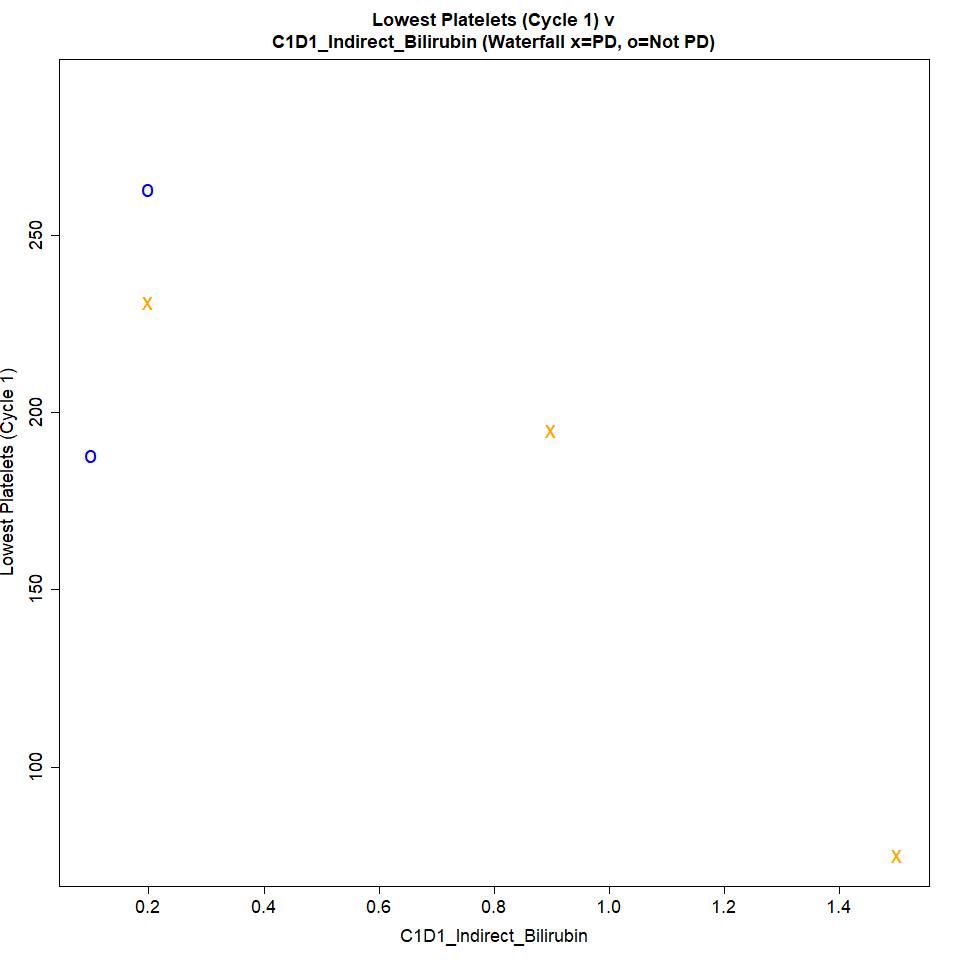 Lowest Platelets (Cycle 1) v
C1D1_Indirect_Bilirubin (Waterfall x=PD, o=Not PD)
Lowest Platelets (Cycle 1)
250
200
150
100
o
x
x
o
x
0.2 0.4 0.6 0.8 1.0 1.2 1.4
C1D1_Indirect_Bilirubin